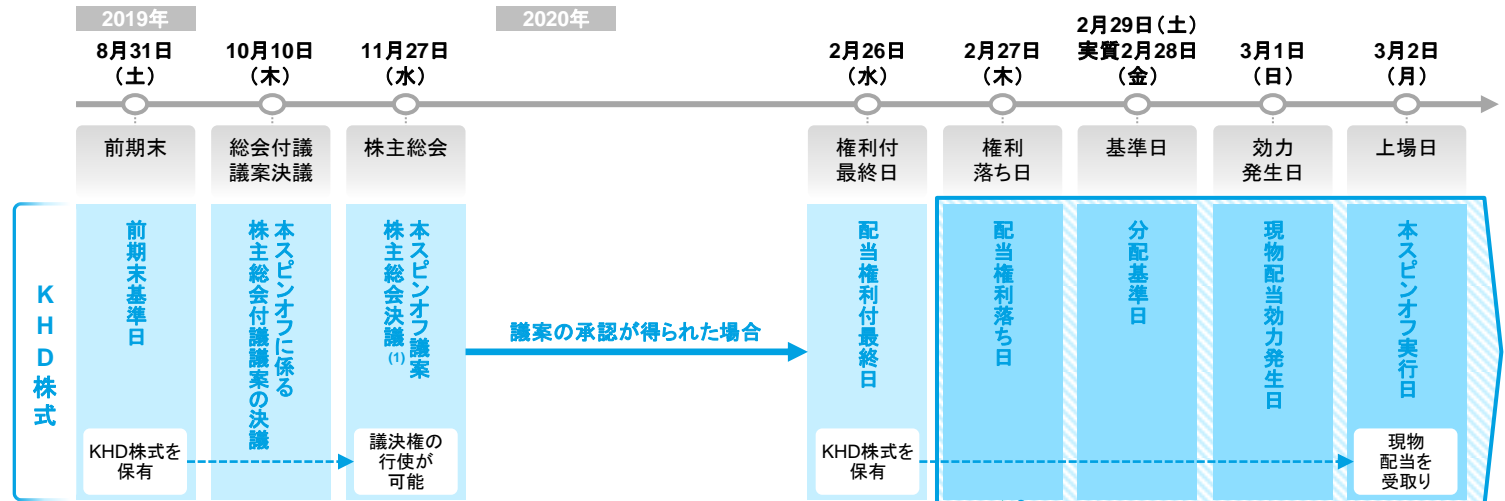 2019年
2020年
8月31日
（土）
10月10日
（木）
11月27日
（水）
2月26日
（水）
2月27日
（木）
2月29日（土）
実質2月28日
（金）
3月1日
（日）
3月2日
（月）
前期末
総会付議
議案決議
株主総会
権利付
最終日
権利
落ち日
基準日
効力
発生日
上場日
KHD株式
前期末基準日
本スピンオフに係る
株主総会付議議案の決議
本スピンオフ議案
株主総会決議(1)
議案の承認が得られた場合
配当権利付最終日
配当権利落ち日
分配基準日
現物配当効力発生日
本スピンオフ実行日
KHD株式を
保有
議決権の
行使が
可能
KHD株式を
保有
現物
配当を
受取り